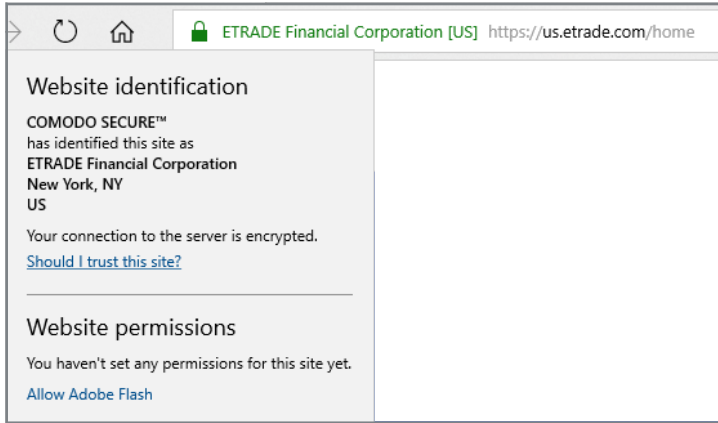 ETRADE Financial Corporation [US] https://us.etrade.com/home
Website identification
COMODO SECURE™
has identified this site as
ETRADE Financial Corporation
New York, NY
US
Your connection to the server is encrypted.
Should I trust this site?
Website permissions
You haven't set any permissions for this site yet.
Allow Adobe Flash